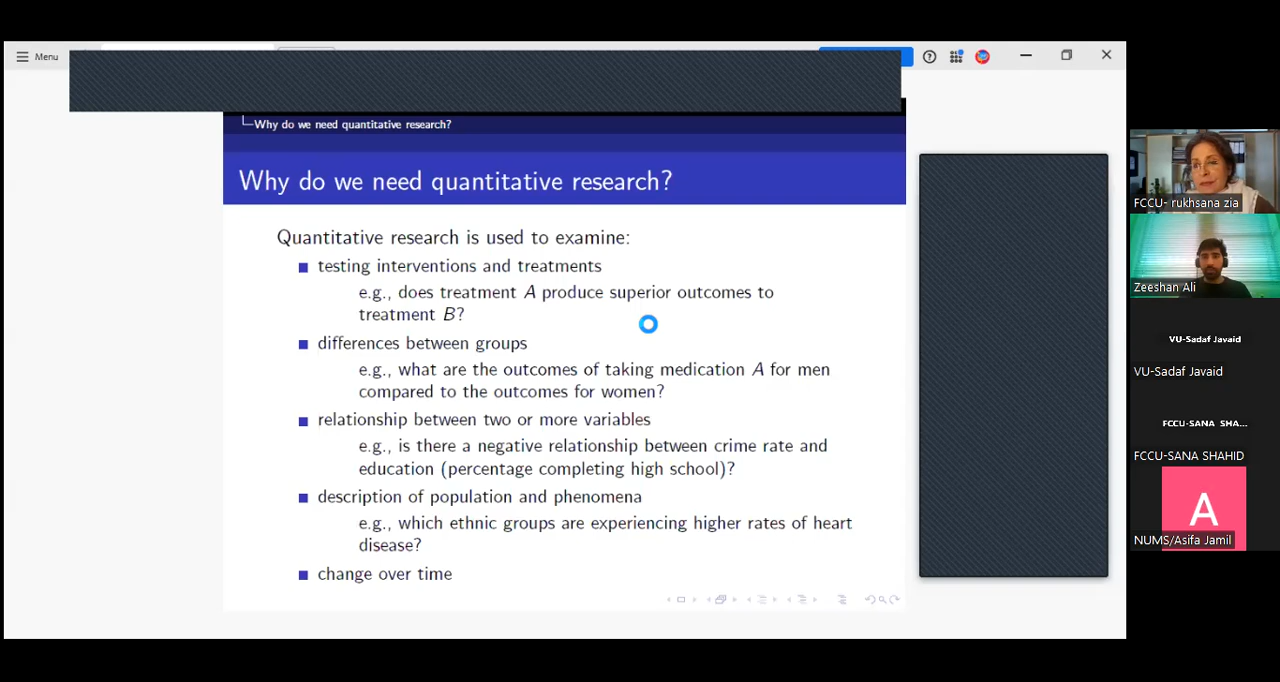 Menu
Why do we need quantitative research?
Why do we need quantitative research?
Quantitative research is used to examine:
testing interventions and treatments
e.g., does treatment A produce superior outcomes to
treatment B?
differences between groups
e.g., what are the outcomes of taking medication A for men
compared to the outcomes for women?
relationship between two or more variables
e.g., is there a negative relationship between crime rate and
education (percentage completing high school)?
description of population and phenomena
e.g., which ethnic groups are experiencing higher rates of heart
disease?
change over time
FCCU- rukhsana zia
Zeeshan Ali
VU-Sadaf Javaid
VU-Sadaf Javaid
FCCU-SANA SHA...
FCCU-SANA SHAHID
A
NUMS/Asifa Jamil